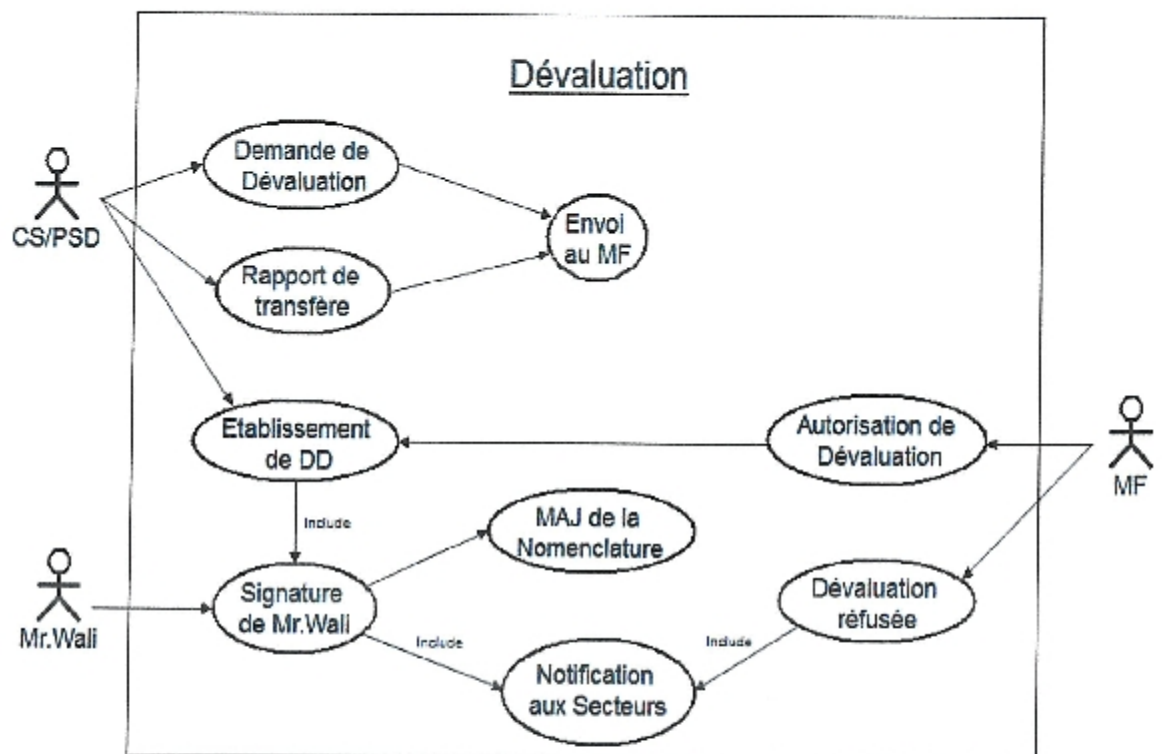 Dévaluation
Demande de
Dévaluation
CS/PSD
Envoi
au MF
Rapport de
transfère
Etablissement
de DD
Autorisation de
Dévaluation
MF
Include
MAJ de la
Nomenclature
Signature
de Mr.Wali
Mr.Wali
Dévaluation
réfusée
Include
Include
Notification
aux Secteurs